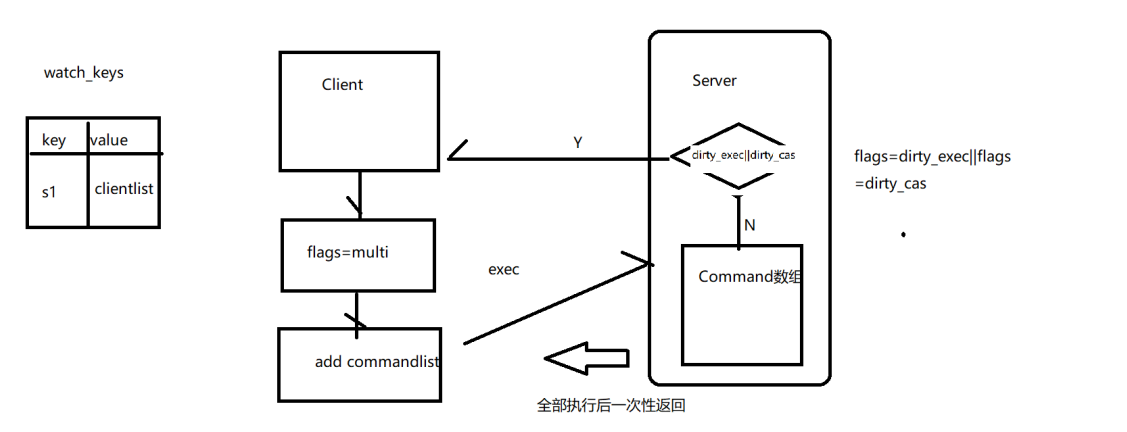 watch_keys
key value
s1 clientlist
Client
flags=multi
add commandlist
exec
Y
Server
dirty_exec||dirty_cas
N
Command数组
flags=dirty_exec||flags
=dirty_cas
全部执行后一次性返回